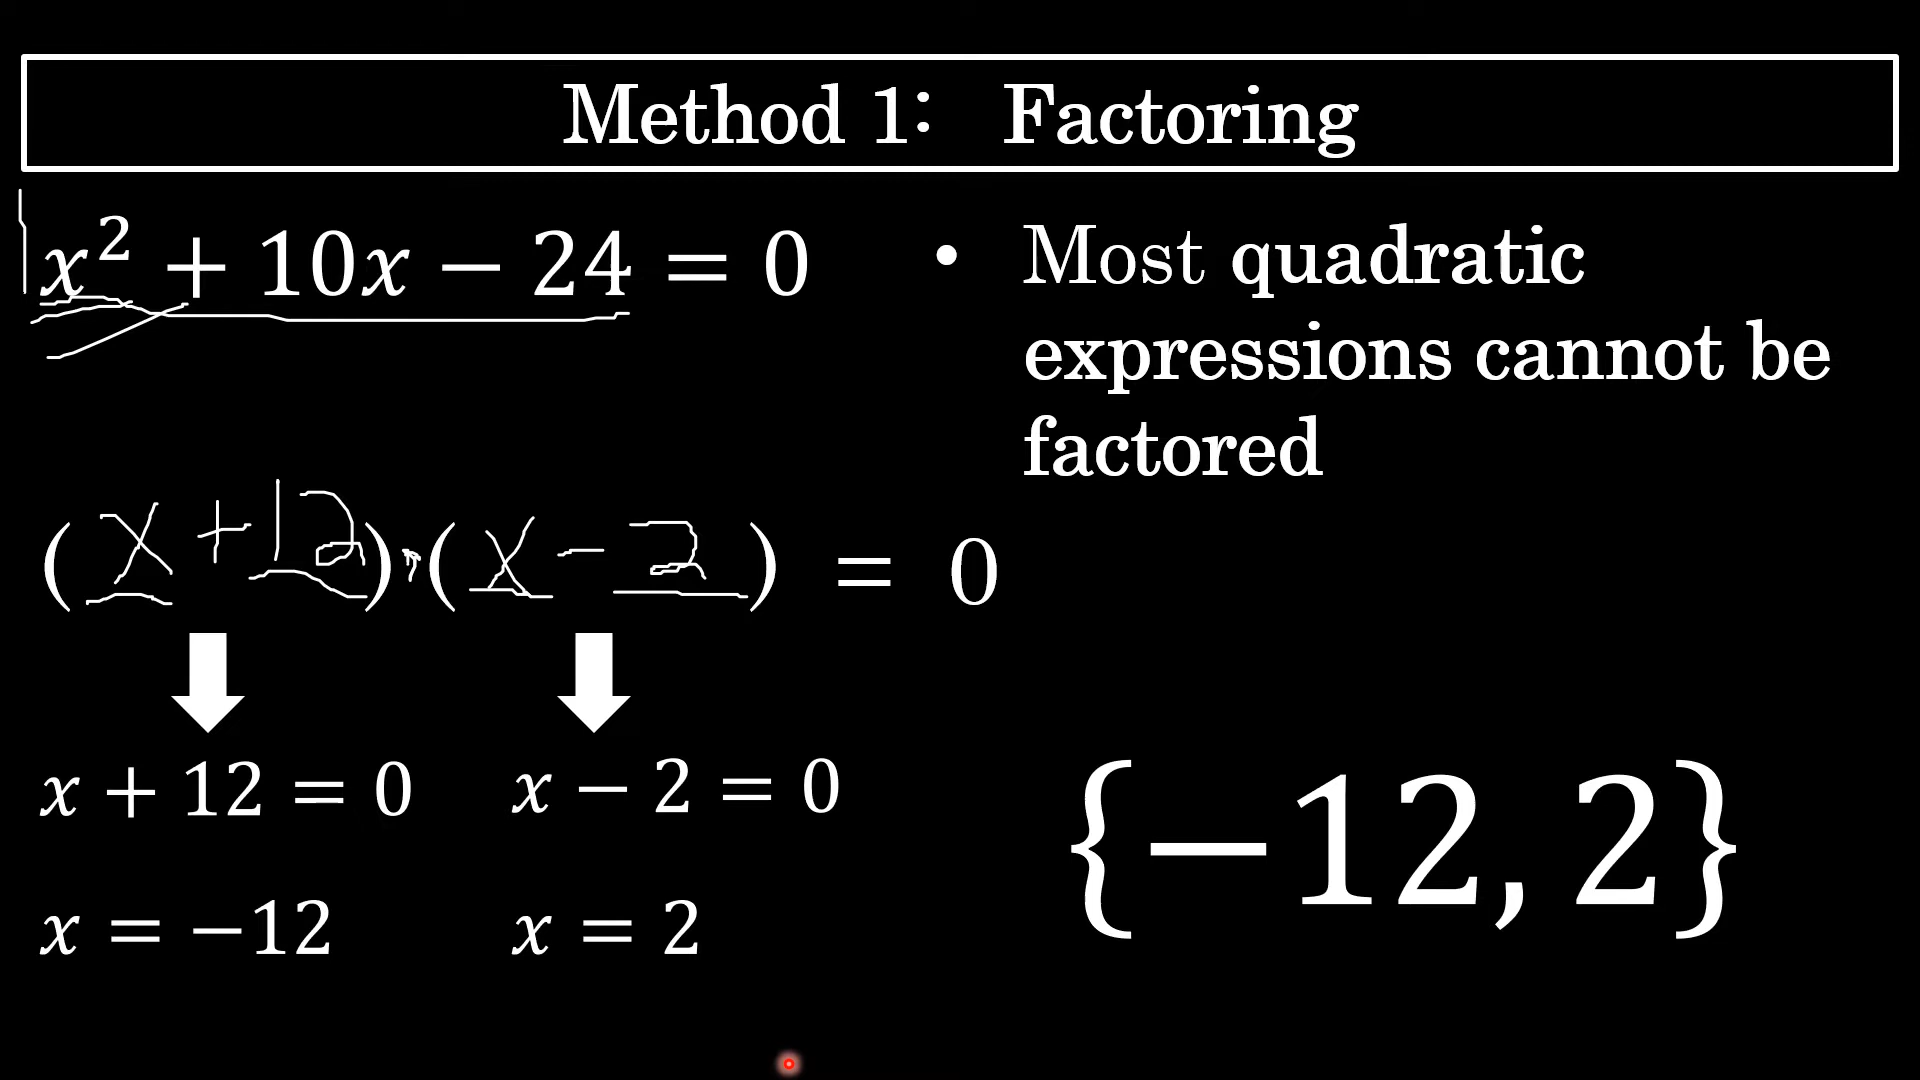 Method 1: Factoring
x² + 10x − 24 = 0
(x + 12) · (x − 2) = 0
x + 12 = 0
x − 2 = 0
x = −12
x = 2
• Most quadratic
expressions cannot be
factored
{−12, 2}